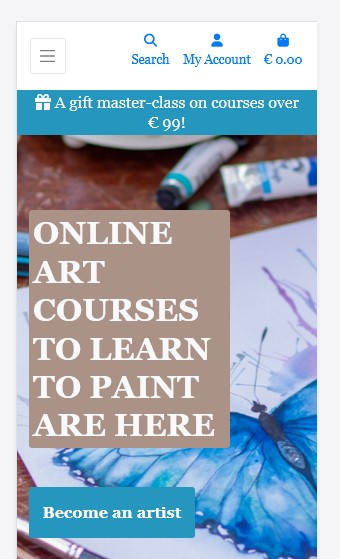 Search My Account € 0.00
A gift master-class on courses over
€ 99!
ONLINE
ART
COURSES
TO LEARN
TO PAINT
ARE HERE
Become an artist